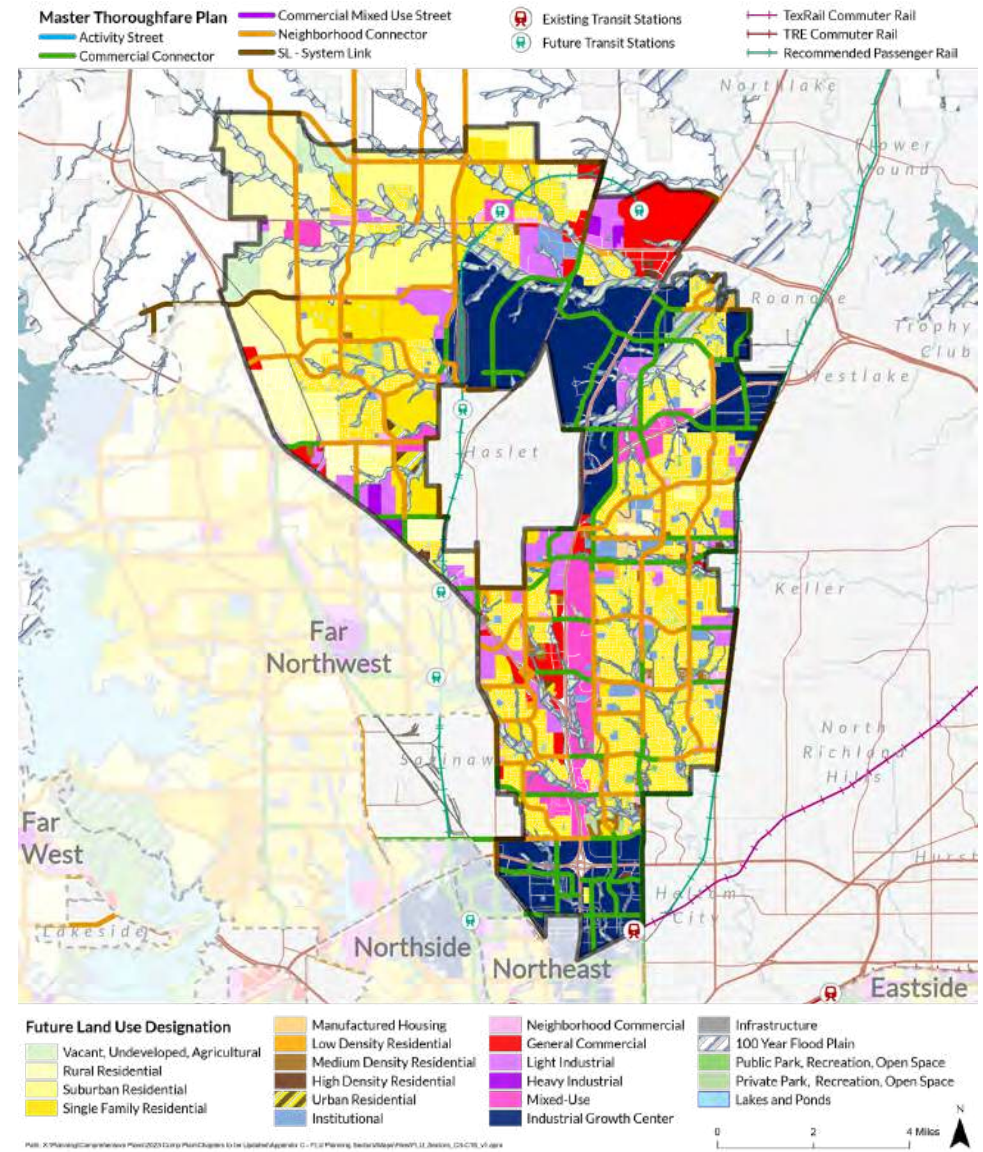 Master Thoroughfare Plan
Activity Street
Commercial Connector
Commercial Mixed Use Street
Neighborhood Connector
SL - System Link
Existing Transit Stations
Future Transit Stations
TexRail Commuter Rail
TRE Commuter Rail
Recommended Passenger Rail
Northlake
Flower
Mound
Roanoke
Trophy
Club
Westlake
Haslet
Keller
Far
Northwest
North
Richland
Hills
Saginaw
Far
West
Hurst
Haltom
City
Lakeside
Northside
Northeast
Eastside
Future Land Use Designation
Vacant, Undeveloped, Agricultural
Rural Residential
Suburban Residential
Single Family Residential
Manufactured Housing
Low Density Residential
Medium Density Residential
High Density Residential
Urban Residential
Institutional
Neighborhood Commercial
General Commercial
Light Industrial
Heavy Industrial
Mixed-Use
Industrial Growth Center
Infrastructure
100 Year Flood Plain
Public Park, Recreation, Open Space
Private Park, Recreation, Open Space
Lakes and Ponds
N
0 2 4 Miles